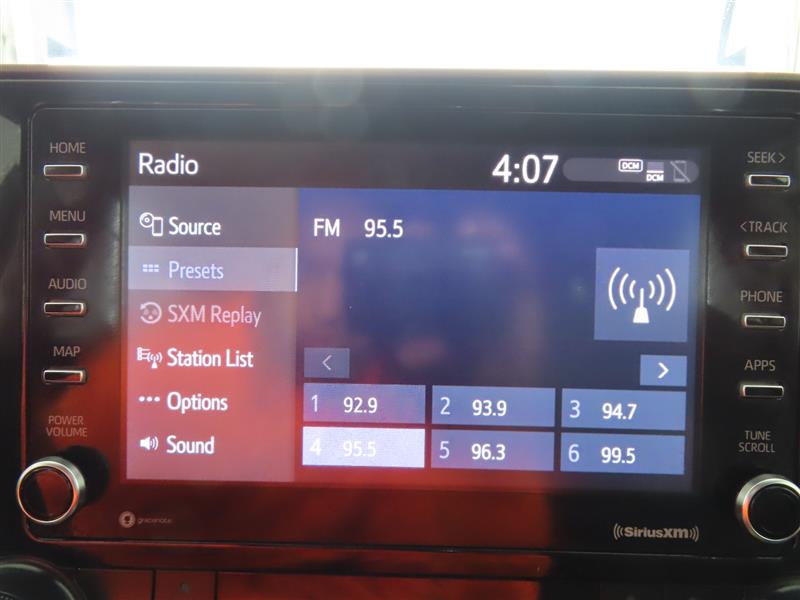 HOME
MENU
AUDIO
MAP
POWER
VOLUME
Radio
4:07
DCM
DCM
Source
Presets
SXM Replay
Station List
Options
Sound
FM 95.5
<
>
1 92.9
2 93.9
3 94.7
4 95.5
5 96.3
6 99.5
SEEK >
< TRACK
PHONE
APPS
TUNE
SCROLL
gracenote
SiriusXM